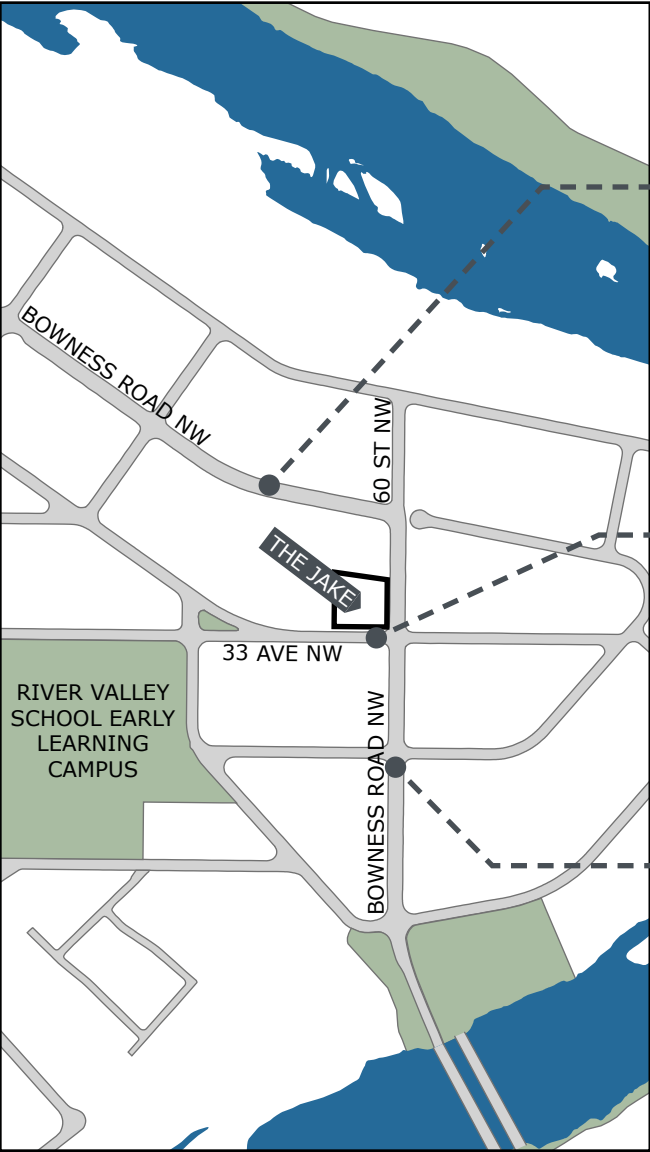 BOWNESS ROAD NW
60 ST NW
THE JAKE
33 AVE NW
RIVER VALLEY
SCHOOL EARLY
LEARNING
CAMPUS
BOWNESS ROAD NW